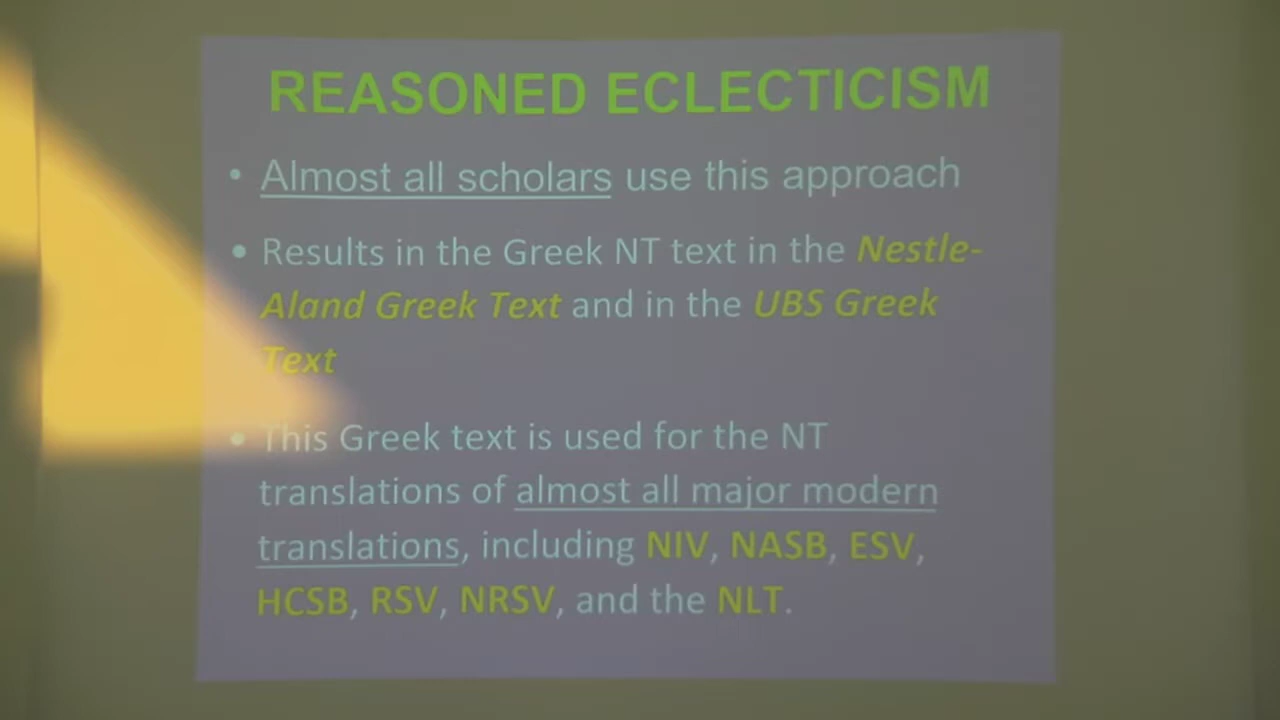 REASONED ECLECTICISM
• Almost all scholars use this approach
• Results in the Greek NT text in the Nestle-
Aland Greek Text and in the UBS Greek
Text
• This Greek text is used for the NT
translations of almost all major modern
translations, including NIV, NASB, ESV,
HCSB, RSV, NRSV, and the NLT.